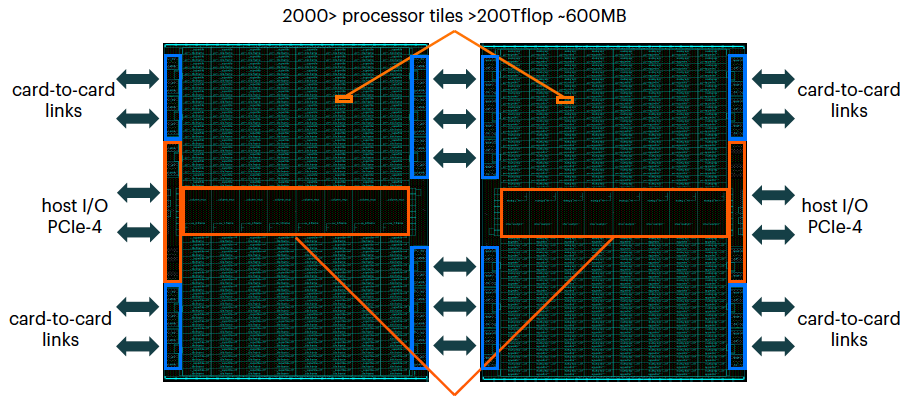 2000> processor tiles >200Tflop ~600MB
card-to-card
links
card-to-card
links
host I/O
PCIe-4
host I/O
PCIe-4
card-to-card
links
card-to-card
links